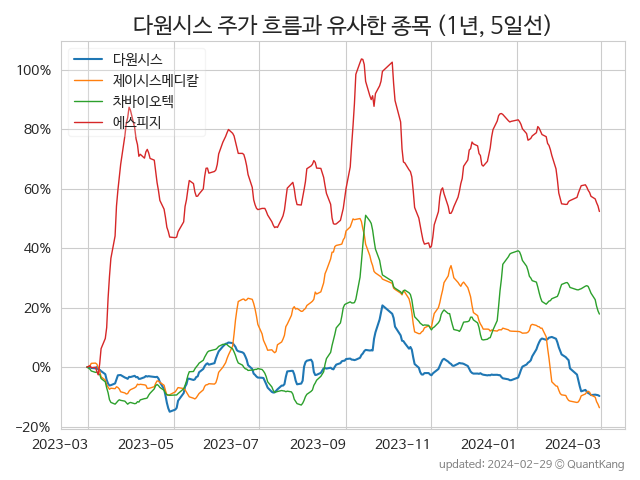 다원시스 주가 흐름과 유사한 종목 (1년, 5일선)
다원시스
제이시스메디칼
차바이오텍
에스피지
100%
80%
60%
40%
20%
0%
−20%
2023-03 2023-05 2023-07 2023-09 2023-11 2024-01 2024-03
updated: 2024-02-29 © QuantKang